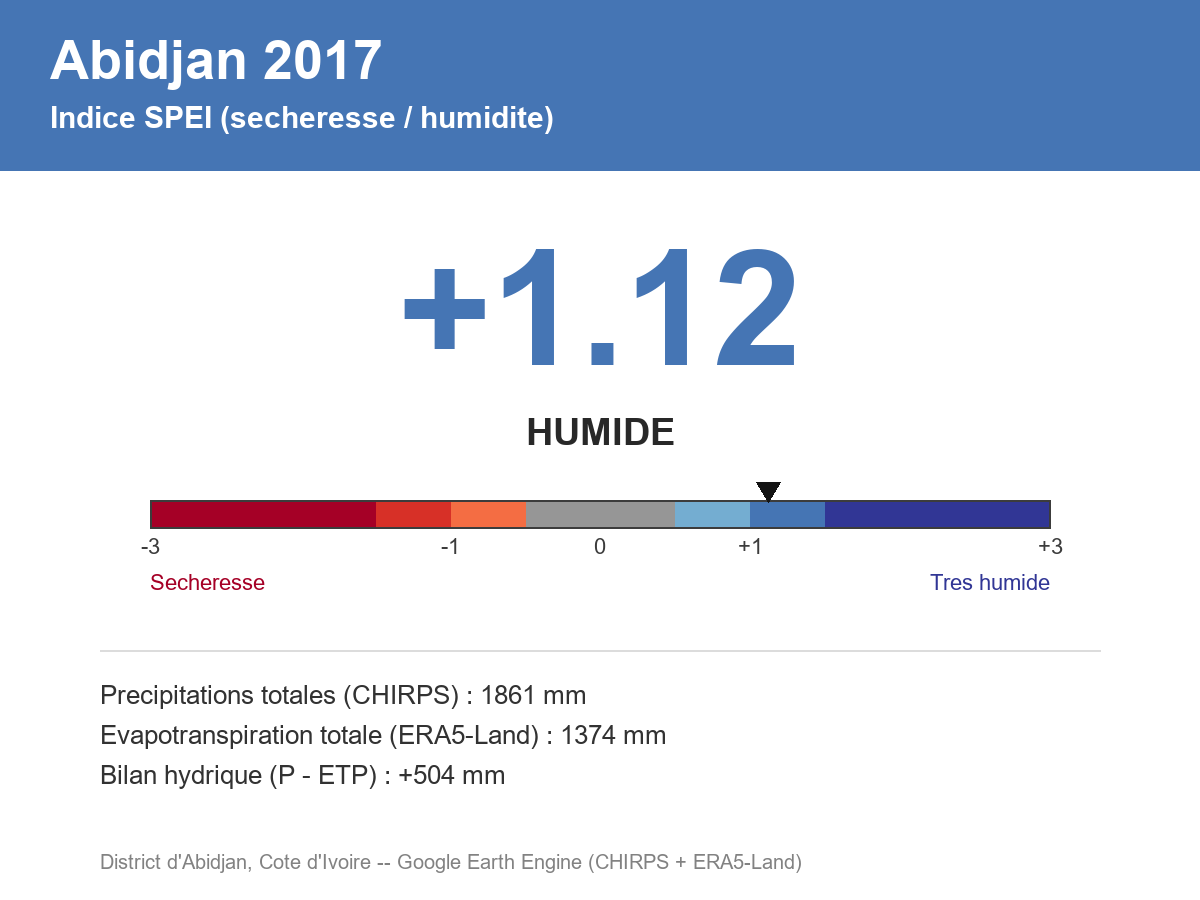 Abidjan 2017
Indice SPEI (secheresse / humidite)
+1.12
HUMIDE
-3 -1 0 +1 +3
Secheresse Tres humide
Precipitations totales (CHIRPS) : 1861 mm
Evapotranspiration totale (ERA5-Land) : 1374 mm
Bilan hydrique (P - ETP) : +504 mm
District d'Abidjan, Cote d'Ivoire -- Google Earth Engine (CHIRPS + ERA5-Land)